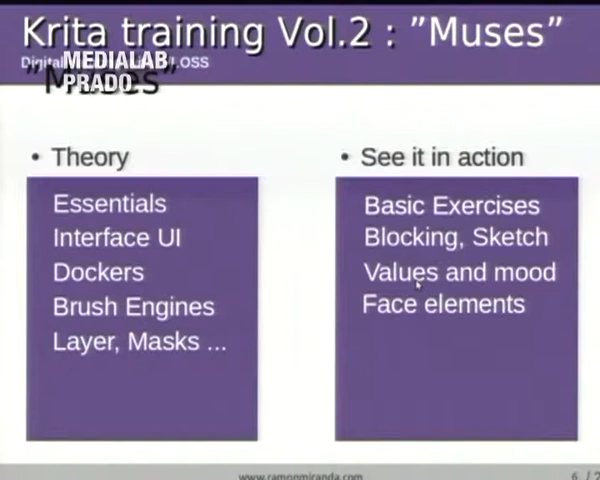 Krita training Vol.2 : ”Muses”
”Muses”
MEDIALAB
PRADO
• Theory
Essentials
Interface UI
Dockers
Brush Engines
Layer, Masks ...
• See it in action
Basic Exercises
Blocking, Sketch
Values and mood
Face elements
www.ramonmiranda.com